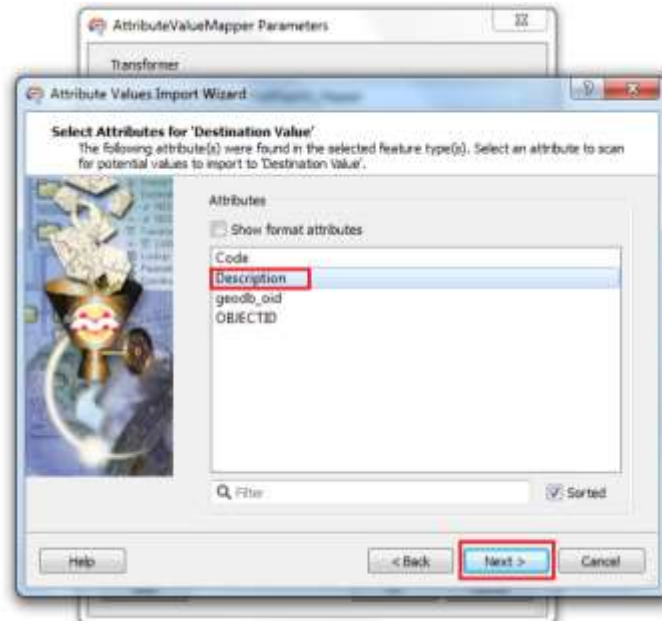 AttributeValueMapper Parameters
Transformer
Attribute Values Import Wizard
Select Attributes for 'Destination Value'
The following attribute(s) were found in the selected feature type(s). Select an attribute to scan
for potential values to import to 'Destination Value'.
Attributes
Show format attributes
Code
Description
geodb_oid
OBJECTID
Filter
Sorted
Help
< Back
Next >
Cancel